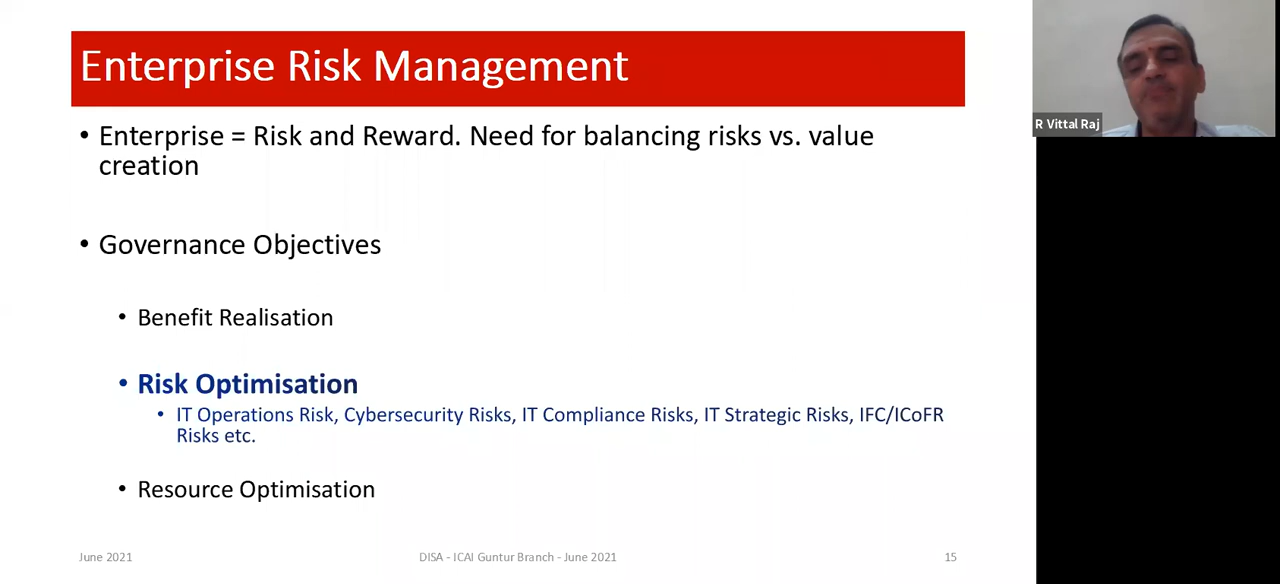 Enterprise Risk Management
• Enterprise = Risk and Reward. Need for balancing risks vs. value
creation
• Governance Objectives
• Benefit Realisation
• Risk Optimisation
• IT Operations Risk, Cybersecurity Risks, IT Compliance Risks, IT Strategic Risks, IFC/ICoFR
Risks etc.
• Resource Optimisation
June 2021
DISA - ICAI Guntur Branch - June 2021
15
R Vittal Raj